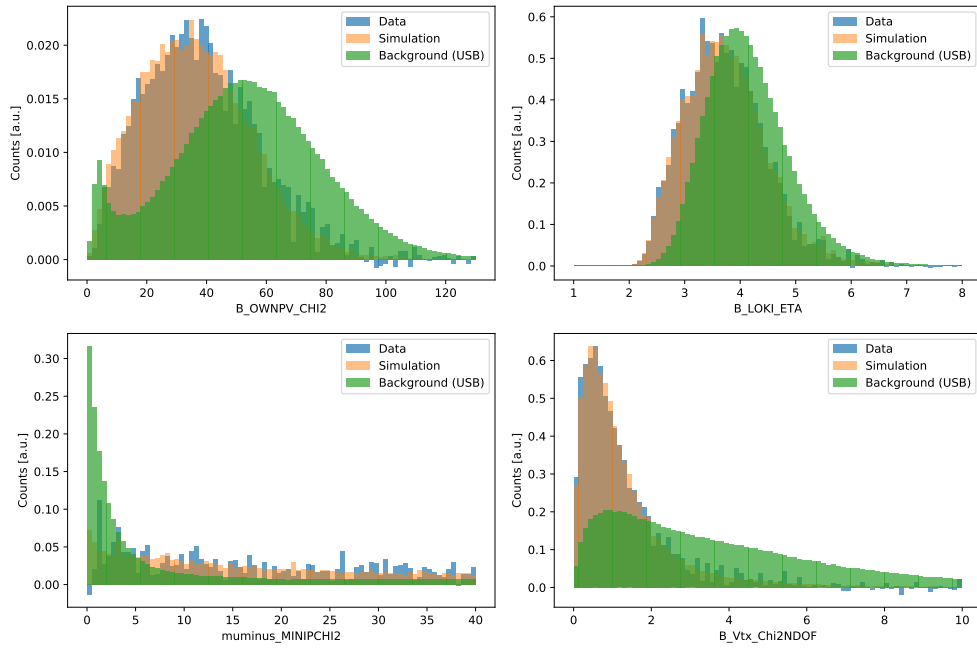 Counts [a.u.]
0.020
0.015
0.010
0.005
0.000
Data
Simulation
Background (USB)
0 20 40 60 80 100 120
B_OWNPV_CHI2
Counts [a.u.]
0.6
0.5
0.4
0.3
0.2
0.1
0.0
Data
Simulation
Background (USB)
1 2 3 4 5 6 7 8
B_LOKI_ETA
Counts [a.u.]
0.30
0.25
0.20
0.15
0.10
0.05
0.00
Data
Simulation
Background (USB)
0 5 10 15 20 25 30 35 40
muminus_MINIPCHI2
Counts [a.u.]
0.6
0.5
0.4
0.3
0.2
0.1
0.0
Data
Simulation
Background (USB)
0 2 4 6 8 10
B_Vtx_Chi2NDOF